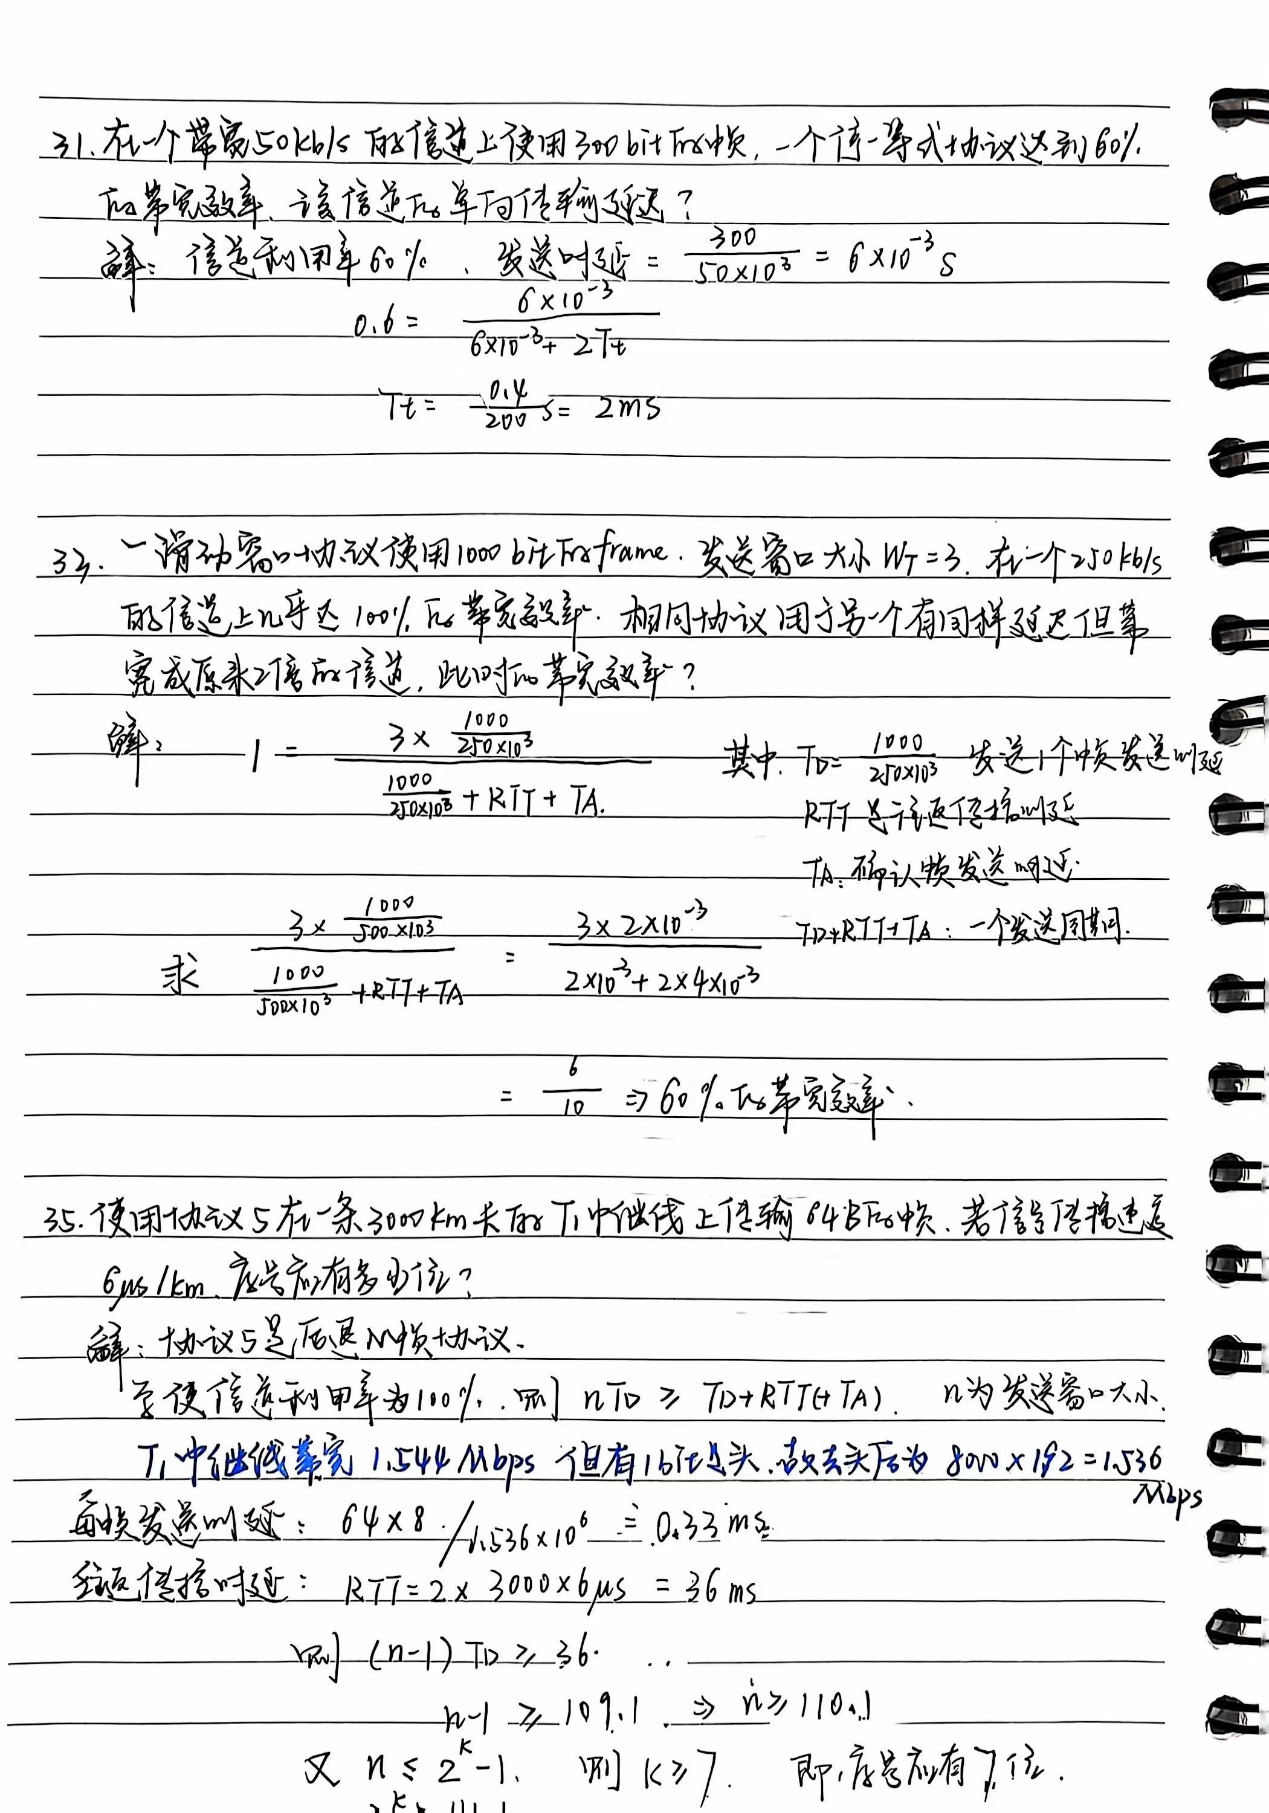 31. 在一个带宽50kb/s的信道上使用300bit的帧，一个停-等式协议达到60%
的带宽效率，该信道的单向传输延迟？
解：信道利用率60%，发送时延 = 300/50×10³ = 6×10⁻³ s
0.6 = 6×10⁻³/6×10⁻³+2Tt
Tt = 0.4/200 s = 2ms
33. 一滑动窗口协议使用1000bit的frame. 发送窗口大小WT=3. 在一个250kb/s
的信道上几乎达100%的带宽效率. 相同协议用于另一个有同样延迟但带
宽成原来2倍的信道，此时的带宽效率？
解：1 = 3×1000/250×10³ / 1000/250×10³ + RTT + TA. 其中. TD = 1000/250×10³ 发送1个帧发送时延
RTT 是往返传播时延
TA：确认帧发送时延.
TD+RTT+TA：一个发送周期.
求 3×1000/500×10³ / 1000/500×10³ + RTT + TA = 3×2×10⁻³ / 2×10⁻³+2×4×10⁻³
= 6/10 ⇒ 60%的带宽效率.
35. 使用协议5在一条3000km长的T₁中继线上传输64B的帧. 若信号传播速度
6μs/km. 序号应有多少位？
解：协议5是后退N帧协议.
要使信道利用率为100%. 则 nTD ≥ TD+RTT(+TA). n为发送窗口大小.
T₁中继线带宽1.544Mbps 但有1bit是头. 故去头后为 8000×192=1.536
Mbps
每帧发送时延：64×8/1.536×10⁶ ≐ 0.33ms
往返传播时延：RTT=2×3000×6μs = 36ms
则 (n-1)TD ≥ 36.
n-1 ≥ 109.1 ⇒ n ≥ 110.1
又 n ≤ 2ᴷ-1. 则 K≥7. 即序号应有7位.